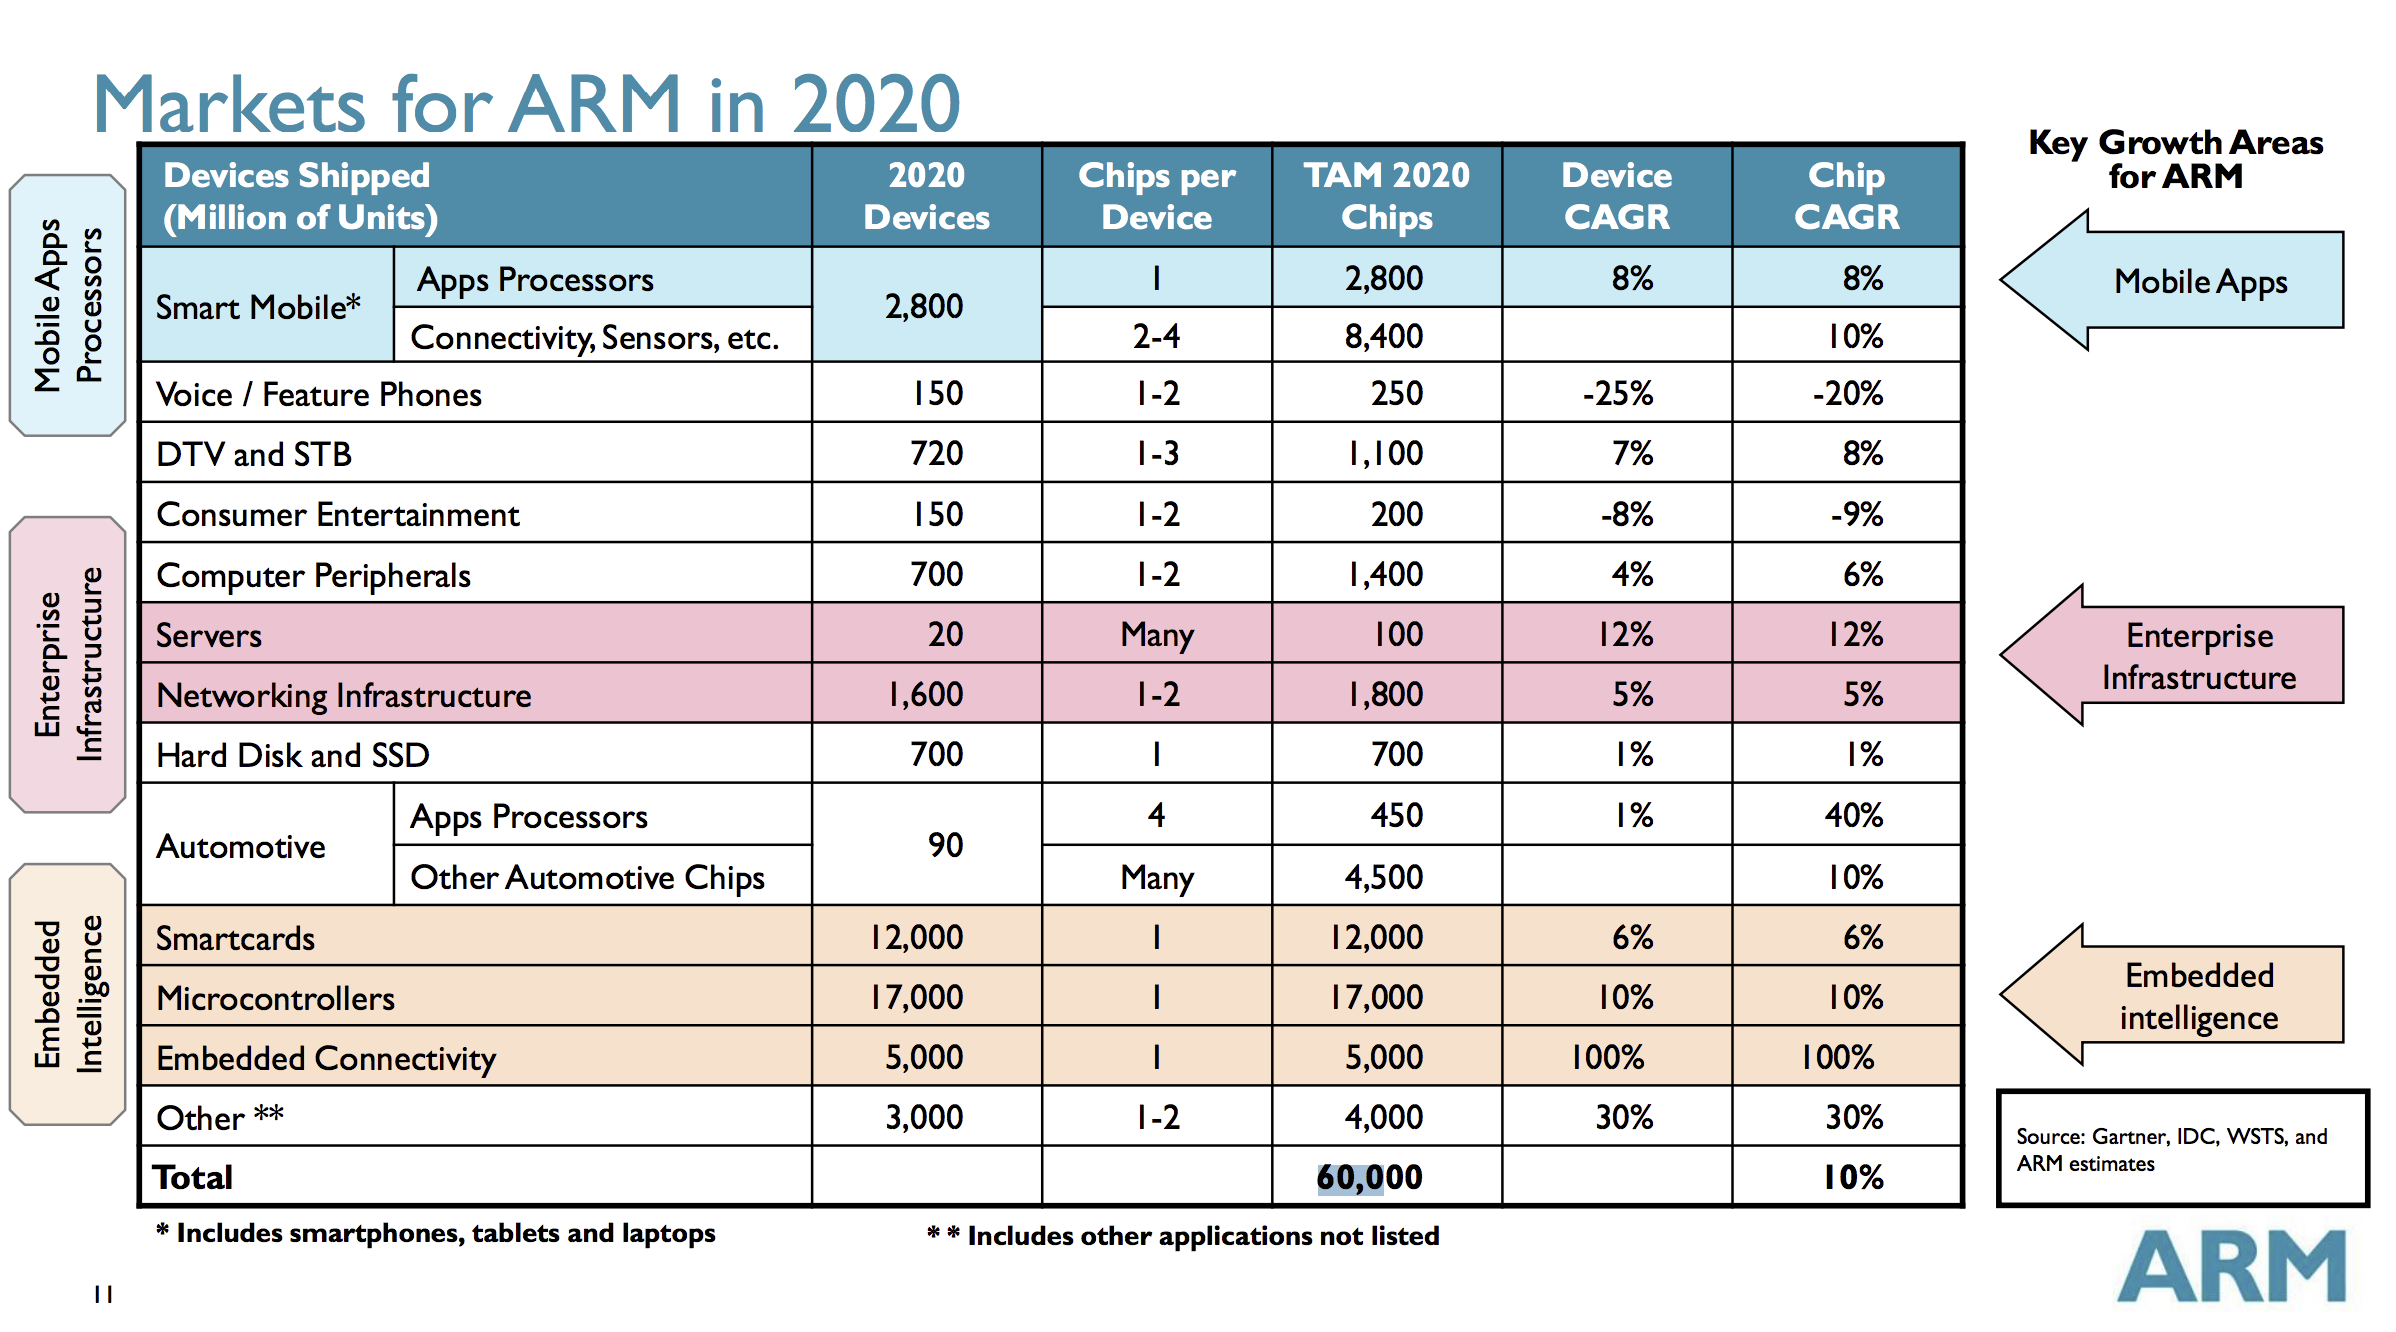 Markets for ARM in 2020
Key Growth Areas
for ARM
Mobile Apps
Processors
Enterprise
Infrastructure
Embedded
Intelligence
Devices Shipped
(Million of Units)
2020
Devices
Chips per
Device
TAM 2020
Chips
Device
CAGR
Chip
CAGR
Smart Mobile*
Apps Processors 2,800 1 2,800 8% 8%
Connectivity, Sensors, etc. 2-4 8,400 10%
Voice / Feature Phones 150 1-2 250 -25% -20%
DTV and STB 720 1-3 1,100 7% 8%
Consumer Entertainment 150 1-2 200 -8% -9%
Computer Peripherals 700 1-2 1,400 4% 6%
Servers 20 Many 100 12% 12%
Networking Infrastructure 1,600 1-2 1,800 5% 5%
Hard Disk and SSD 700 1 700 1% 1%
Automotive
Apps Processors 90 4 450 1% 40%
Other Automotive Chips Many 4,500 10%
Smartcards 12,000 1 12,000 6% 6%
Microcontrollers 17,000 1 17,000 10% 10%
Embedded Connectivity 5,000 1 5,000 100% 100%
Other ** 3,000 1-2 4,000 30% 30%
Total 60,000 10%
Mobile Apps
Enterprise
Infrastructure
Embedded
intelligence
Source: Gartner, IDC, WSTS, and
ARM estimates
* Includes smartphones, tablets and laptops
* * Includes other applications not listed
11
ARM